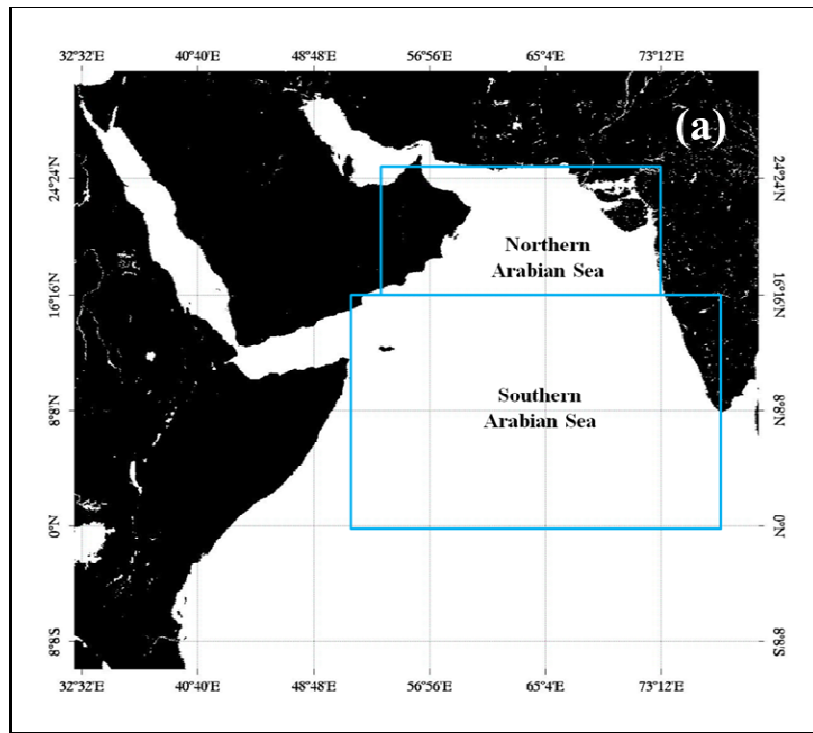 32°32'E 40°40'E 48°48'E 56°56'E 65°4'E 73°12'E
(a)
24°24'N 24°24'N
Northern
Arabian Sea
16°16'N 16°16'N
Southern
Arabian Sea
8°8'N 8°8'N
0°N 0°N
8°8'S 8°8'S
32°32'E 40°40'E 48°48'E 56°56'E 65°4'E 73°12'E